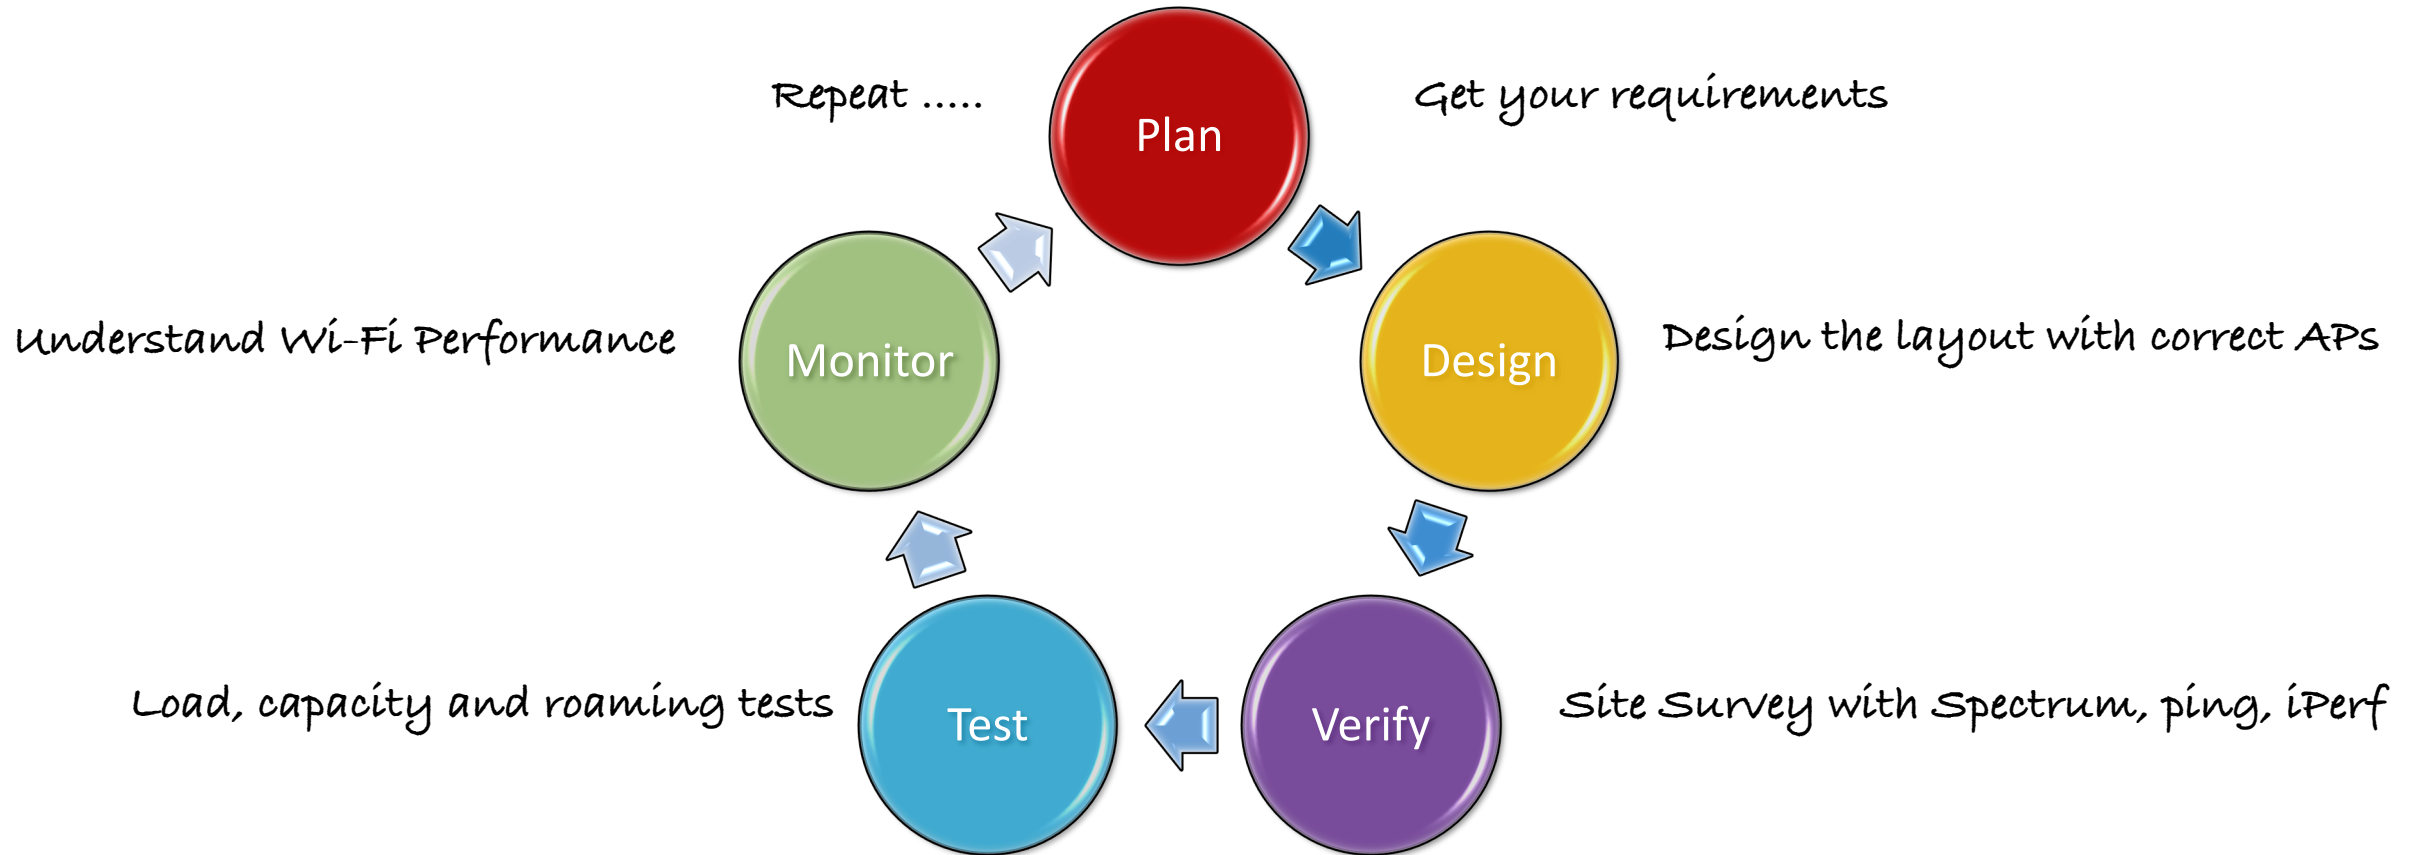 Repeat .....
Plan
Get your requirements
Understand Wi-Fi Performance
Monitor
Design
Design the layout with correct APs
Load, capacity and roaming tests
Test
Verify
Site Survey with Spectrum, ping, iPerf